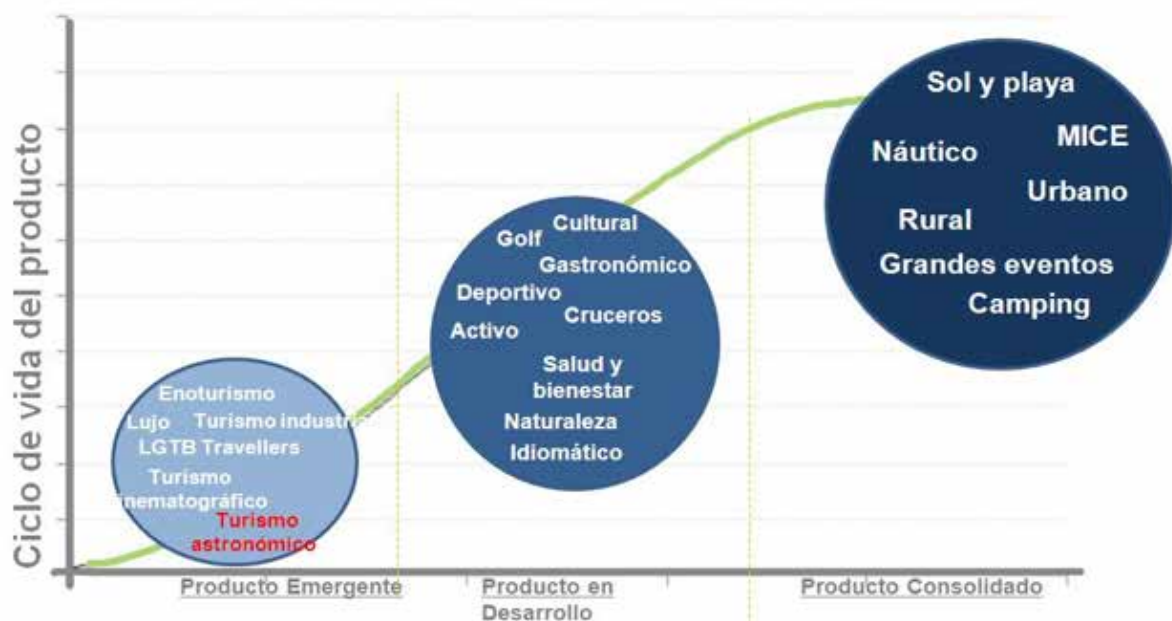 Ciclo de vida del producto
Enoturismo
Lujo
Turismo industri
LGTB Travellers
Turismo
inematográfico
Turismo
astronómico
Golf
Cultural
Gastronómico
Deportivo
Cruceros
Activo
Salud y
bienestar
Naturaleza
Idiomático
Sol y playa
Náutico
MICE
Urbano
Rural
Grandes eventos
Camping
Producto Emergente
Producto en
Desarrollo
Producto Consolidado